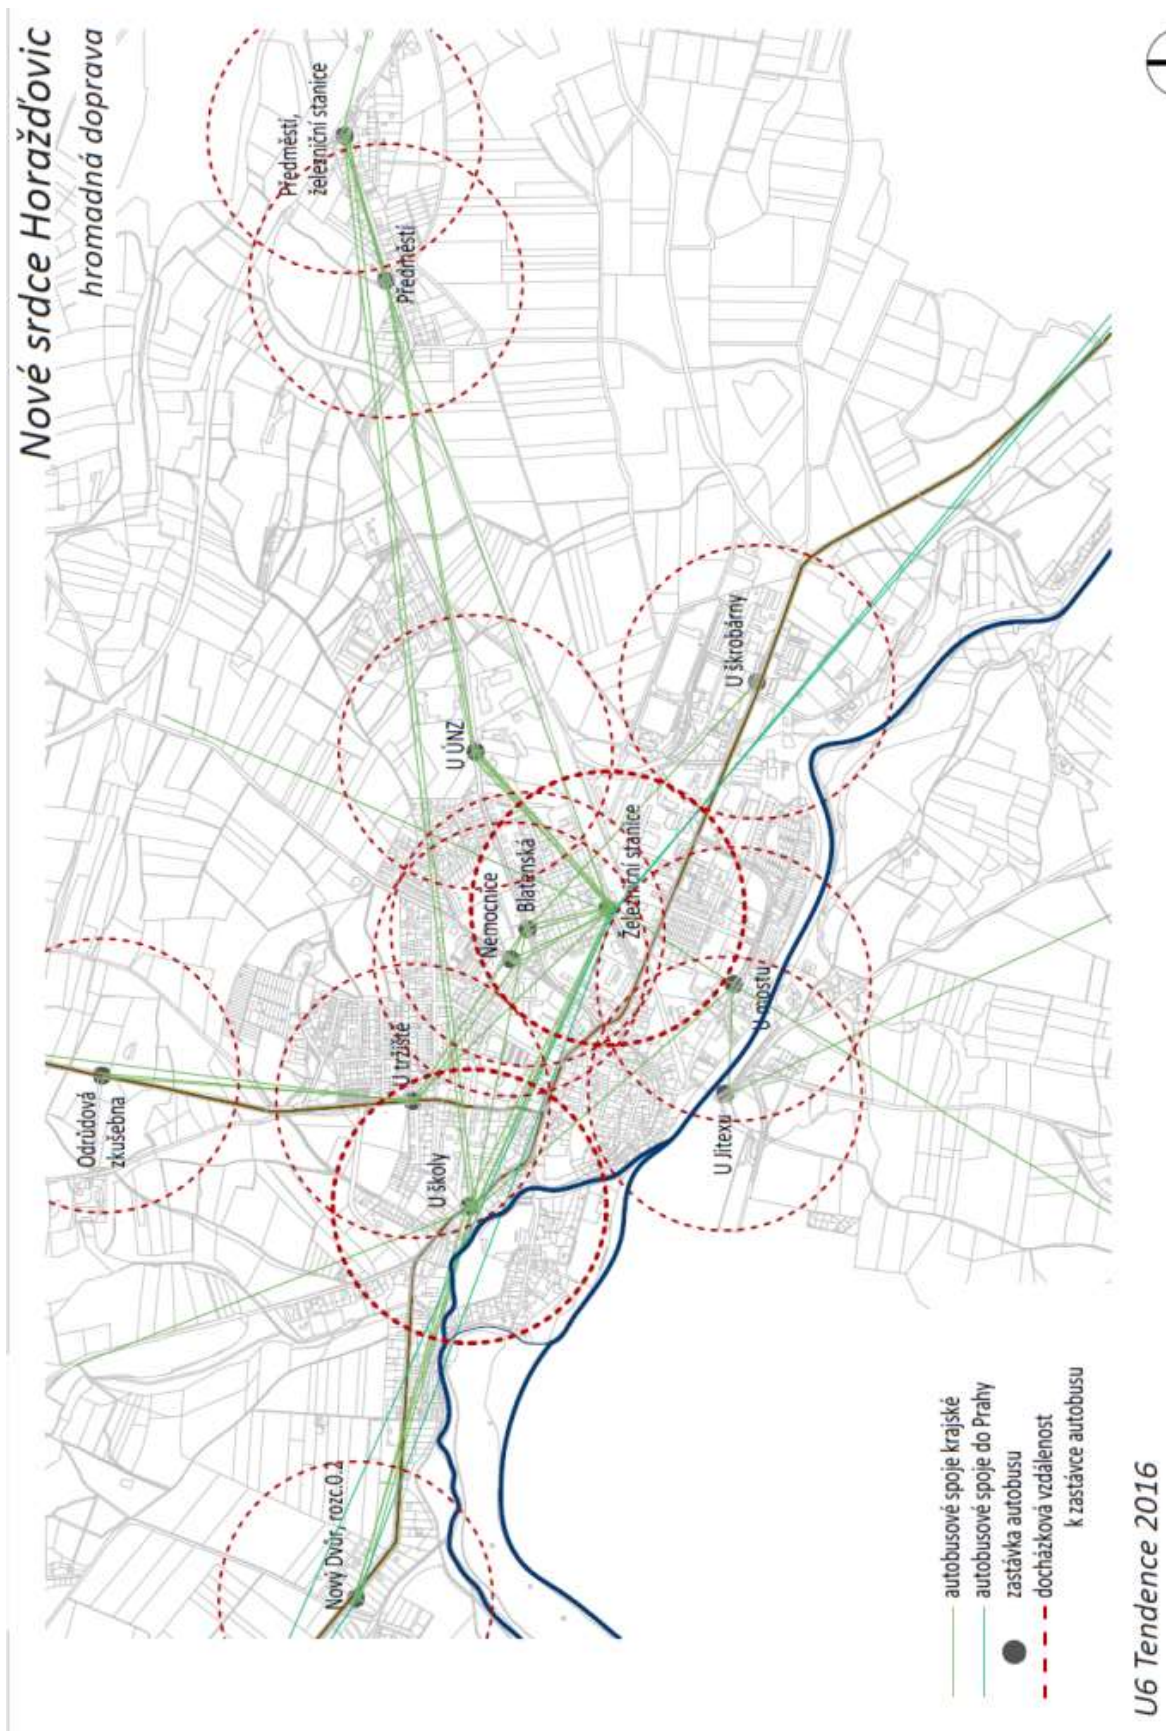 Nové srdce Horažďovic
hromadná doprava
Předměstí,
železniční stanice
Předměstí
Odrůdová
zkušebna
U tržiště
U ÚNZ
Nemocnice
Blatenská
U školy
Železniční stanice
U škrobárny
Nový Dvůr, rozc.0.2
U mostu
U Jitexu
autobusové spoje krajské
autobusové spoje do Prahy
zastávka autobusu
docházková vzdálenost
k zastávce autobusu
U6 Tendence 2016